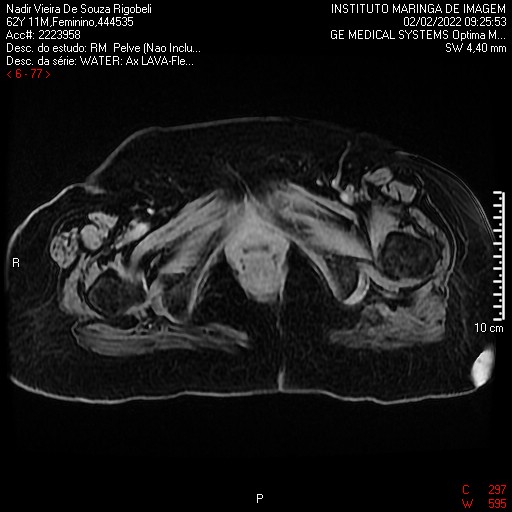 Nadir Vieira De Souza Rigobeli
62Y 11M,Feminino,444535
Acc#: 2223958
Desc. do estudo: RM Pelve (Nao Inclu...
Desc. da série: WATER: Ax LAVA-Fle...
< 6 - 77 >
INSTITUTO MARINGA DE IMAGEM
02/02/2022 09:25:53
GE MEDICAL SYSTEMS Optima M...
SW 4,40 mm
R
10 cm
P
C 297
W 595